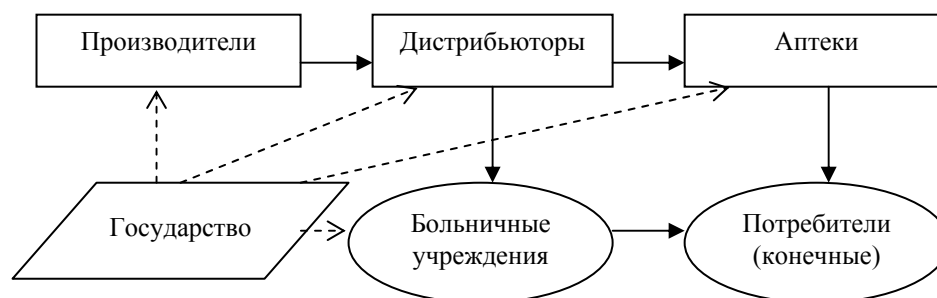 Производители
Дистрибьюторы
Аптеки
Государство
Больничные
учреждения
Потребители
(конечные)